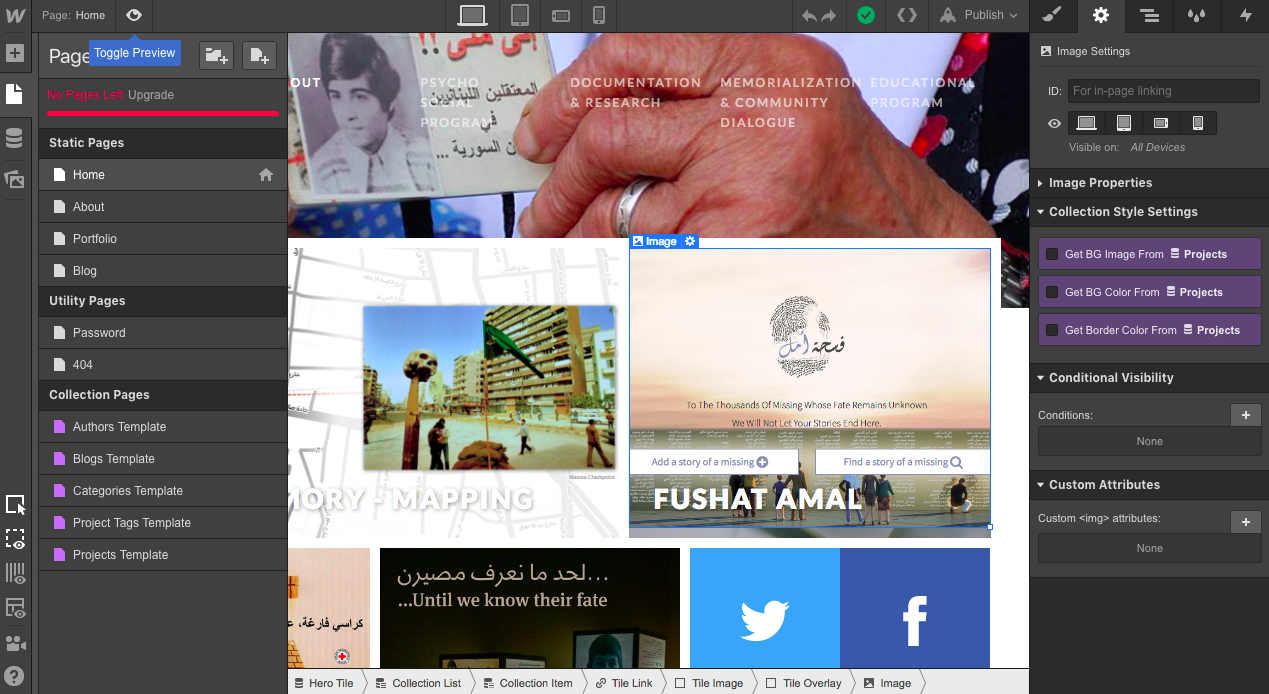 Page: Home
Publish
Toggle Preview
No Pages Left Upgrade
Static Pages
Home
About
Portfolio
Blog
Utility Pages
Password
404
Collection Pages
Authors Template
Blogs Template
Categories Template
Project Tags Template
Projects Template
المعتقلين اللبنانيين
في
السورية ...
OUT
PSYCHO
SOCIAL
PROGRAM
DOCUMENTATION
& RESEARCH
MEMORIALIZATION
& COMMUNITY
DIALOGUE
EDUCATIONAL
PROGRAM
Image
MORY - MAPPING
فسحة أمل
To The Thousands Of Missing Whose Fate Remains Unknown
We Will Not Let Your Stories End Here.
Add a story of a missing
Find a story of a missing
FUSHAT AMAL
كراسي فارغة،
...لحد ما نعرف مصيرن
...Until we know their fate
Hero Tile
Collection List
Collection Item
Tile Link
Tile Image
Tile Overlay
Image
Image Settings
ID: For in-page linking
Visible on: All Devices
Image Properties
Collection Style Settings
Get BG Image From Projects
Get BG Color From Projects
Get Border Color From Projects
Conditional Visibility
Conditions:
None
Custom Attributes
Custom <img> attributes:
None